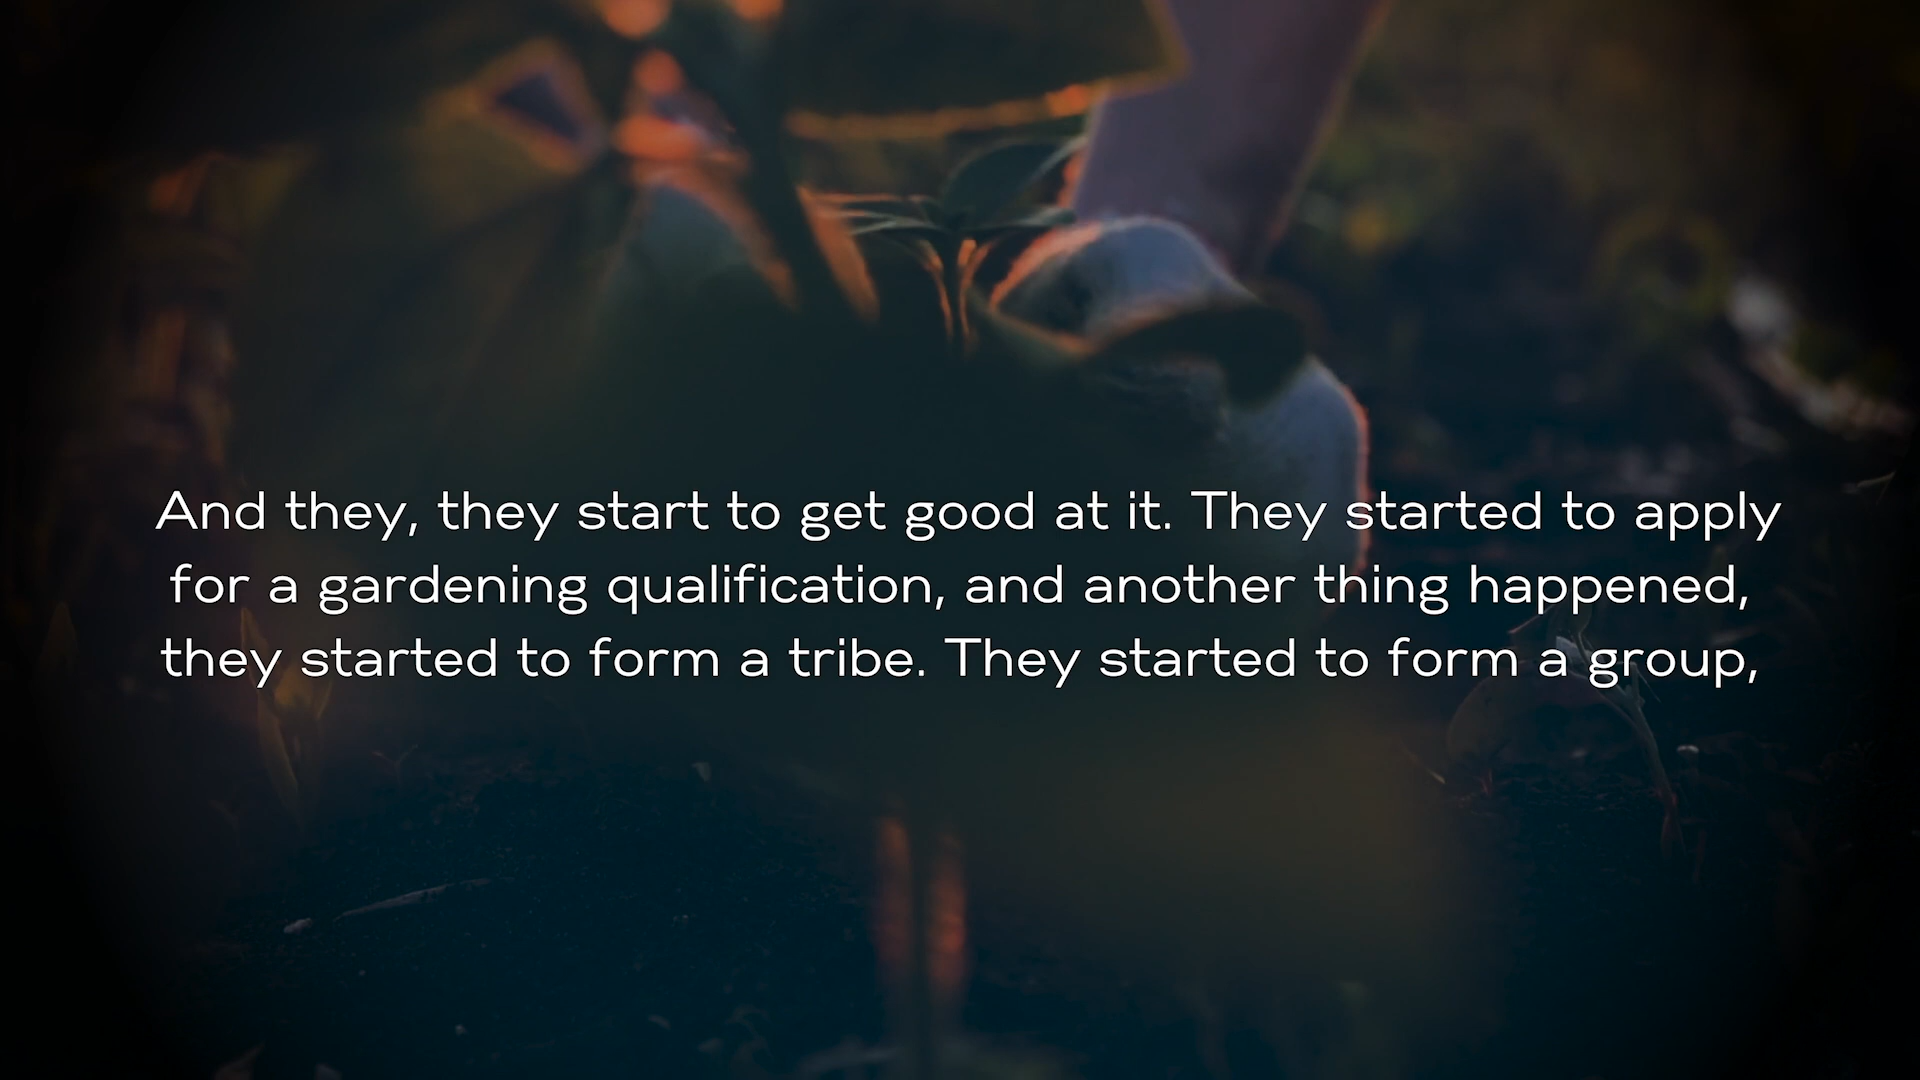 And they, they start to get good at it. They started to apply
for a gardening qualification, and another thing happened,
they started to form a tribe. They started to form a group,